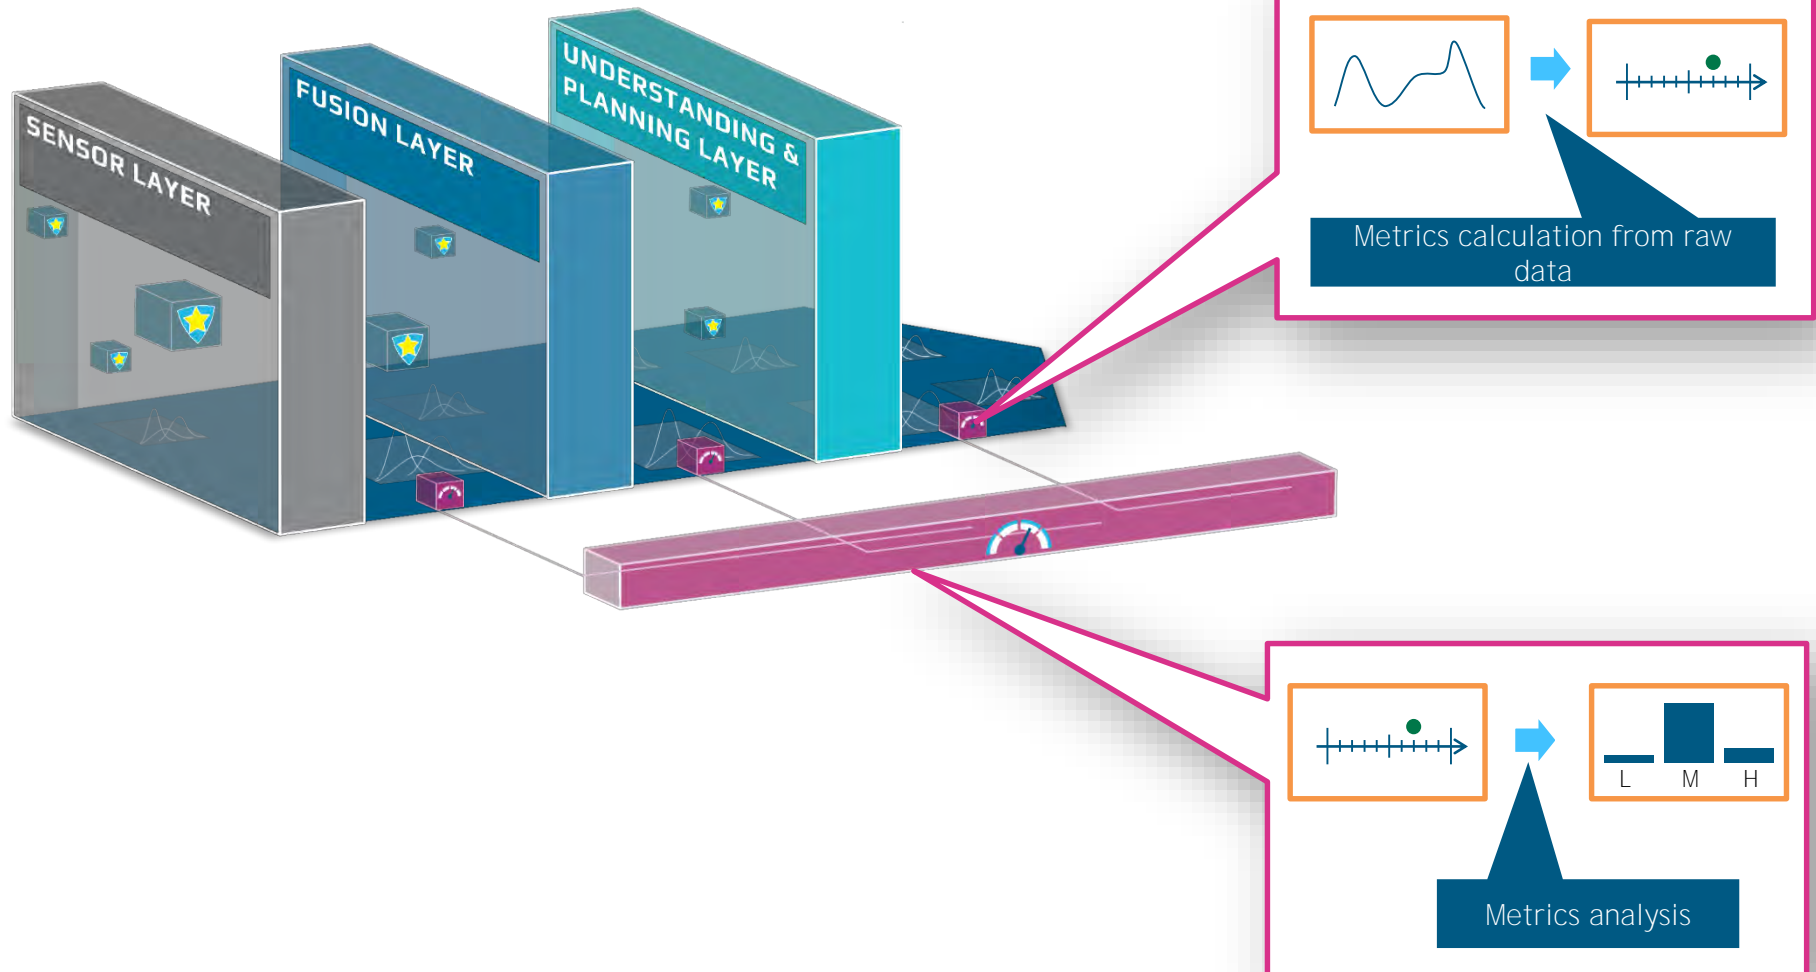 SENSOR LAYER
FUSION LAYER
UNDERSTANDING &
PLANNING LAYER
Metrics calculation from raw
data
L M H
Metrics analysis